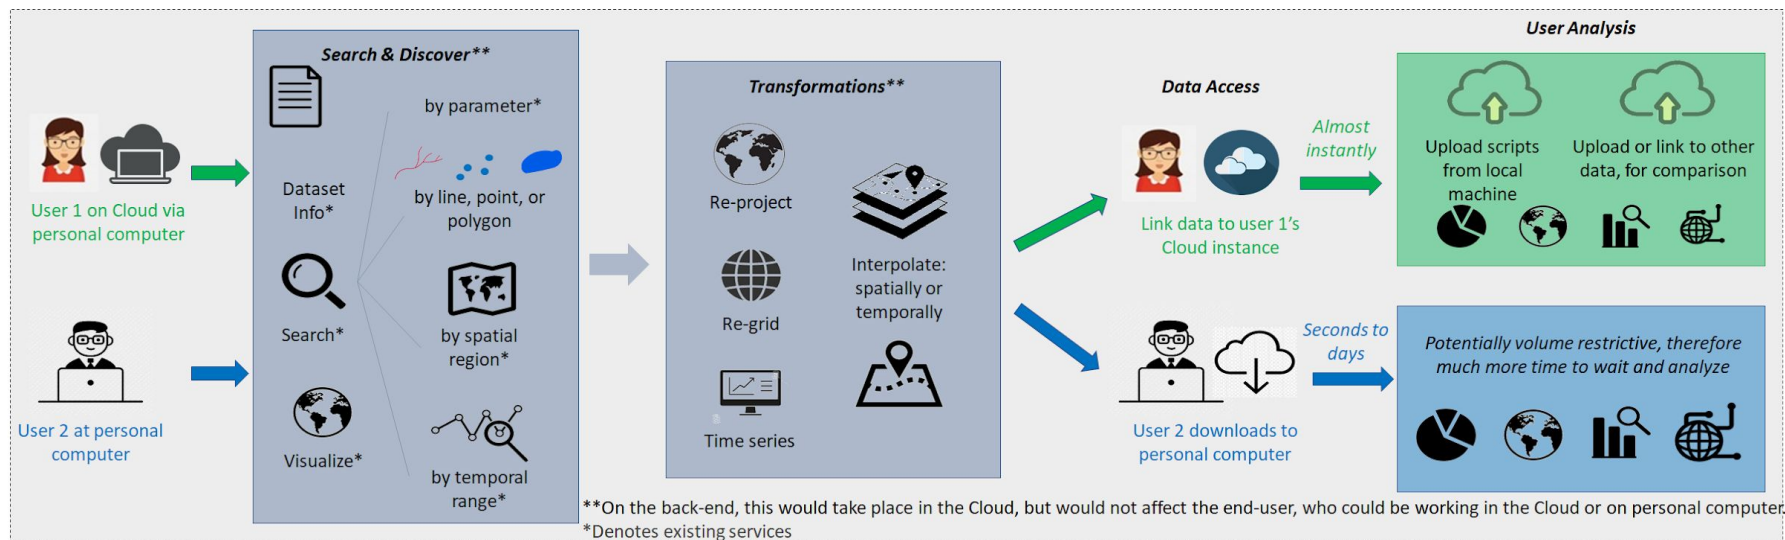 User 1 on Cloud via
personal computer
User 2 at personal
computer
Search & Discover**
Dataset
Info*
Search*
Visualize*
by parameter*
by line, point, or
polygon
by spatial
region*
by temporal
range*
Transformations**
Re-project
Re-grid
Time series
Interpolate:
spatially or
temporally
Data Access
Link data to user 1's
Cloud instance
Almost
instantly
User 2 downloads to
personal computer
Seconds to
days
User Analysis
Upload scripts
from local
machine
Upload or link to other
data, for comparison
Potentially volume restrictive, therefore
much more time to wait and analyze
**On the back-end, this would take place in the Cloud, but would not affect the end-user, who could be working in the Cloud or on personal computer.
*Denotes existing services